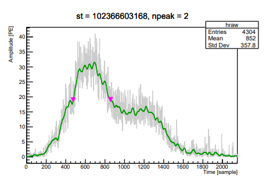 st = 102366603168, npeak = 2
hraw
Entries 4304
Mean 852
Std Dev 357.8
Amplitude [PE]
40
35
30
25
20
15
10
5
0
0 200 400 600 800 1000 1200 1400 1600 1800 2000
Time [sample]